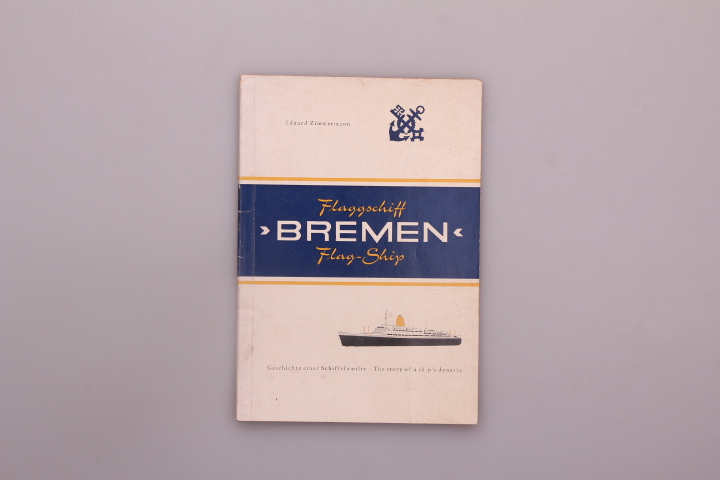 Eduard Zimmermann
Flaggschiff
›BREMEN‹
Flag-Ship
Geschichte einer Schiffsfamilie · The story of a ship's dynasty